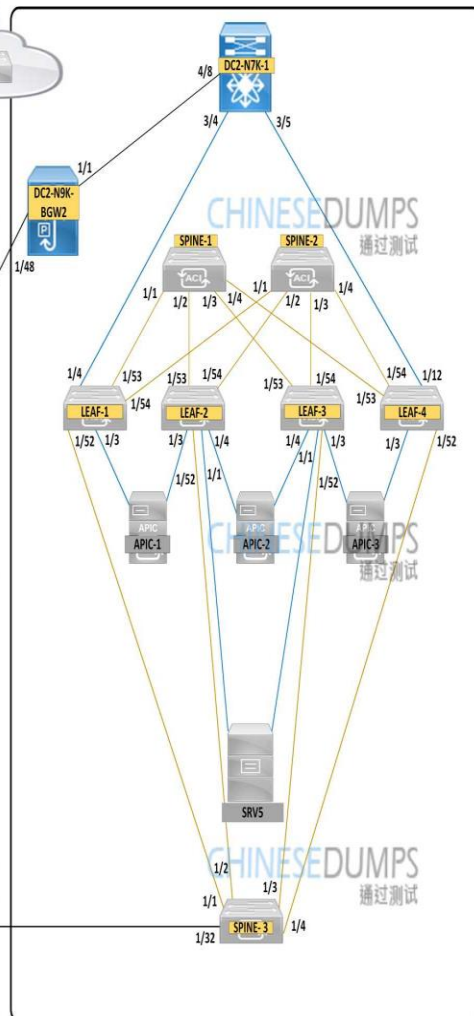 DC2-N7K-1
4/8
3/4
3/5
1/1
DC2-N9K-
BGW2
P
1/48
CHINESEDUMPS
通过测试
SPINE-1
SPINE-2
ACI
ACI
1/1
1/2
1/3
1/4
1/1
1/2
1/3
1/4
1/4
1/53
1/54
1/53
1/54
1/53
1/54
1/53
1/54
1/12
LEAF-1
LEAF-2
LEAF-3
LEAF-4
1/52
1/3
1/3
1/4
1/1
1/52
1/4
1/1
1/3
1/52
1/3
1/52
APIC
APIC
APIC
APIC-1
APIC-2
APIC-3
CHINESEDUMPS
通过测试
SRV5
CHINESEDUMPS
通过测试
1/2
1/1
1/3
1/32
SPINE- 3
1/4